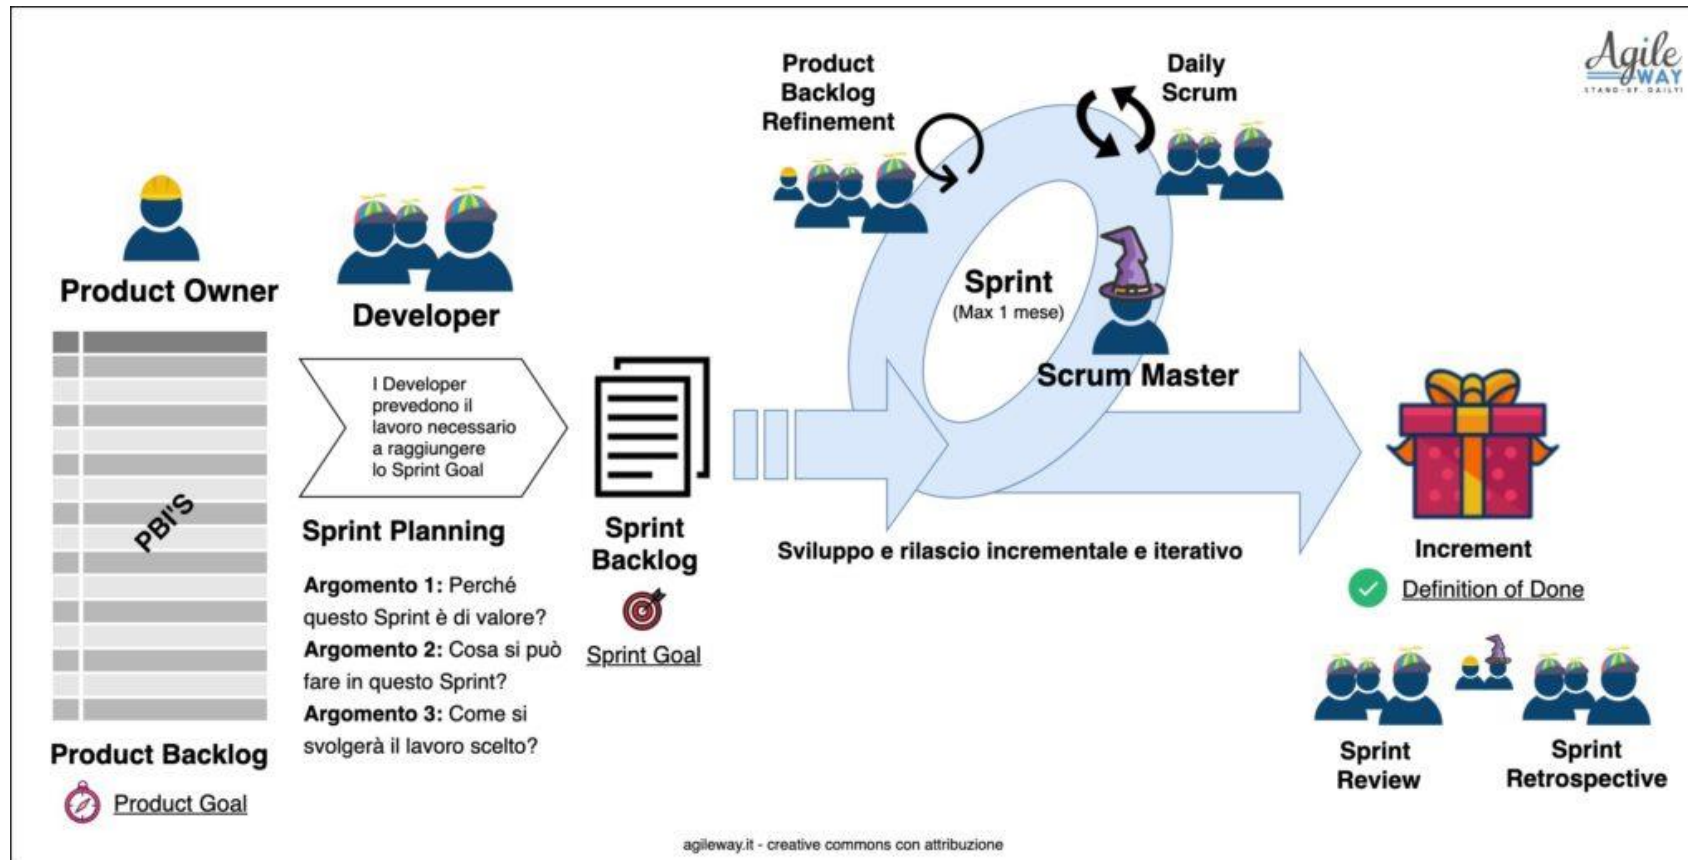 Agile
WAY
STAND-UP. DAILY!
Product
Backlog
Refinement
Daily
Scrum
Product Owner
Developer
Sprint
(Max 1 mese)
Scrum Master
I Developer
prevedono il
lavoro necessario
a raggiungere
lo Sprint Goal
PBI'S
Sprint Planning
Argomento 1: Perché
questo Sprint è di valore?
Argomento 2: Cosa si può
fare in questo Sprint?
Argomento 3: Come si
svolgerà il lavoro scelto?
Sprint
Backlog
Sprint Goal
Sviluppo e rilascio incrementale e iterativo
Increment
Definition of Done
Sprint
Review
Sprint
Retrospective
Product Backlog
Product Goal
agileway.it - creative commons con attribuzione